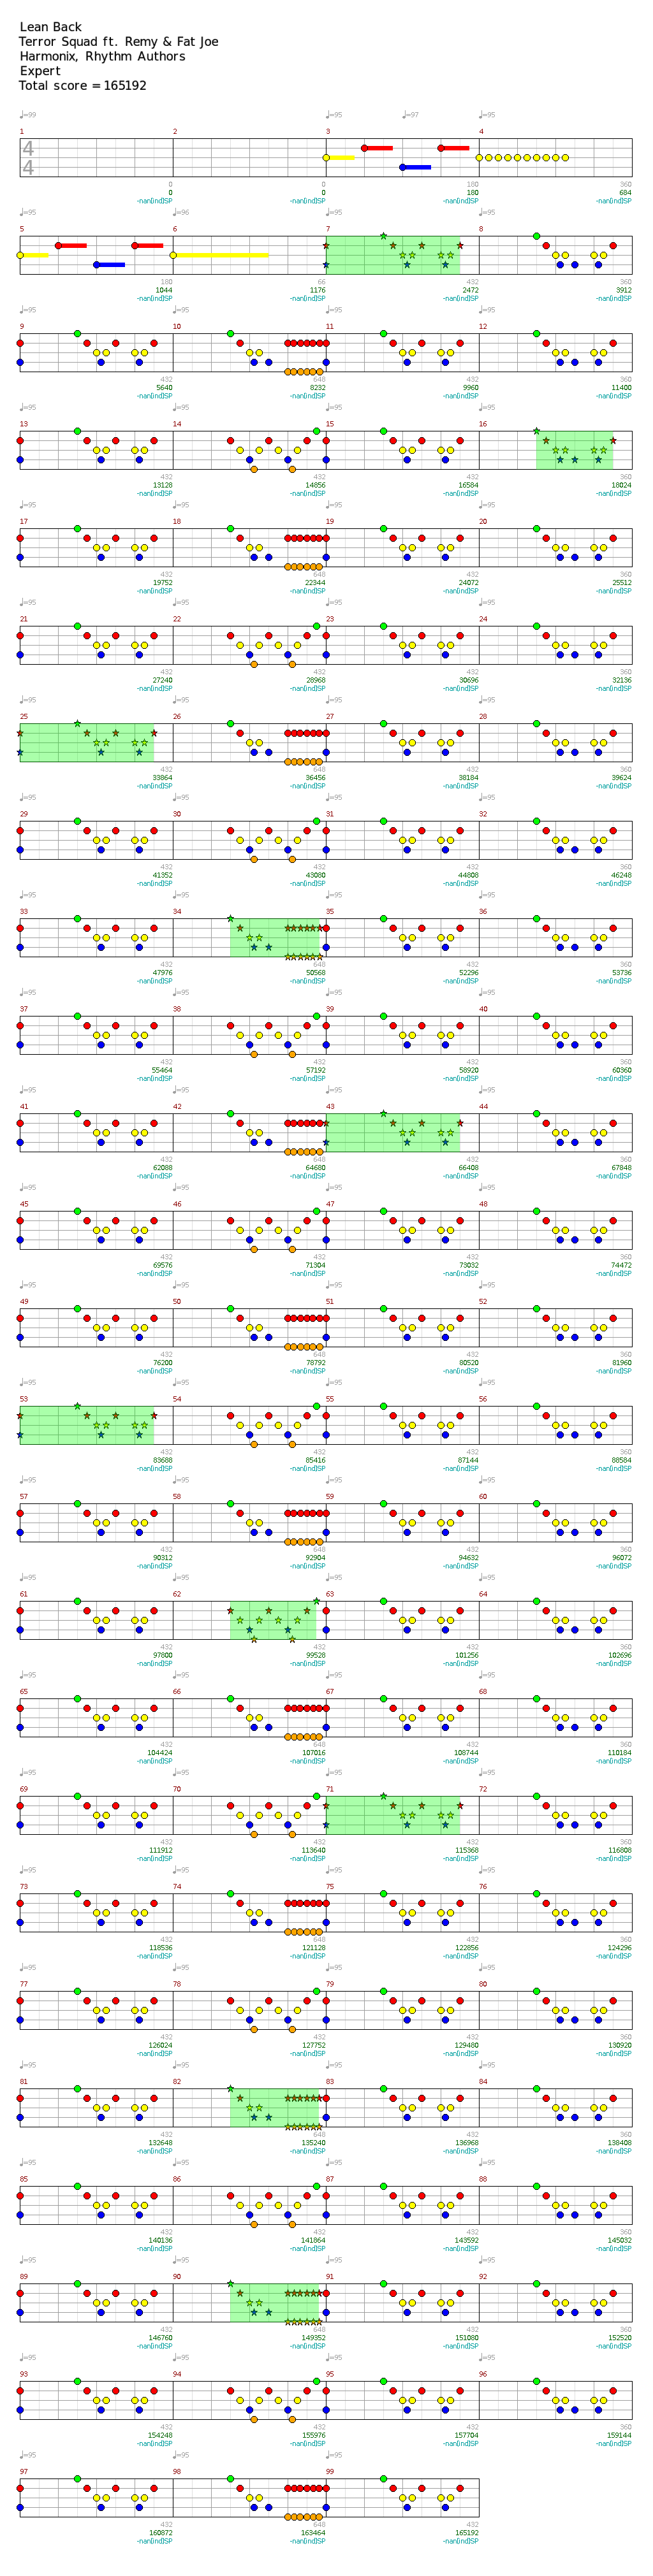 Lean Back
Terror Squad ft. Remy & Fat Joe
Harmonix, Rhythm Authors
Expert
Total score = 165192
♩=99 ♩=95 ♩=97 ♩=95
1 2 3 4
4
4
0 0 180 360
0 0 180 684
-nan(ind)SP -nan(ind)SP -nan(ind)SP -nan(ind)SP
♩=95 ♩=96 ♩=95
5 6 7 8
180 66 432 360
1044 1176 2472 3912
-nan(ind)SP -nan(ind)SP -nan(ind)SP -nan(ind)SP
♩=95 ♩=95 ♩=95 ♩=95
9 10 11 12
432 648 432 360
5640 8232 9960 11400
-nan(ind)SP -nan(ind)SP -nan(ind)SP -nan(ind)SP
♩=95 ♩=95 ♩=95 ♩=95
13 14 15 16
432 432 432 360
13128 14856 16584 18024
-nan(ind)SP -nan(ind)SP -nan(ind)SP -nan(ind)SP
♩=95 ♩=95 ♩=95 ♩=95
17 18 19 20
432 648 432 360
19752 22344 24072 25512
-nan(ind)SP -nan(ind)SP -nan(ind)SP -nan(ind)SP
♩=95 ♩=95 ♩=95 ♩=95
21 22 23 24
432 432 432 360
27240 28968 30696 32136
-nan(ind)SP -nan(ind)SP -nan(ind)SP -nan(ind)SP
♩=95 ♩=95 ♩=95 ♩=95
25 26 27 28
432 648 432 360
33864 36456 38184 39624
-nan(ind)SP -nan(ind)SP -nan(ind)SP -nan(ind)SP
♩=95 ♩=95 ♩=95 ♩=95
29 30 31 32
432 432 432 360
41352 43080 44808 46248
-nan(ind)SP -nan(ind)SP -nan(ind)SP -nan(ind)SP
♩=95 ♩=95 ♩=95 ♩=95
33 34 35 36
432 648 432 360
47976 50568 52296 53736
-nan(ind)SP -nan(ind)SP -nan(ind)SP -nan(ind)SP
♩=95 ♩=95 ♩=95 ♩=95
37 38 39 40
432 432 432 360
55464 57192 58920 60360
-nan(ind)SP -nan(ind)SP -nan(ind)SP -nan(ind)SP
♩=95 ♩=95 ♩=95 ♩=95
41 42 43 44
432 648 432 360
62088 64680 66408 67848
-nan(ind)SP -nan(ind)SP -nan(ind)SP -nan(ind)SP
♩=95 ♩=95 ♩=95 ♩=95
45 46 47 48
432 432 432 360
69576 71304 73032 74472
-nan(ind)SP -nan(ind)SP -nan(ind)SP -nan(ind)SP
♩=95 ♩=95 ♩=95 ♩=95
49 50 51 52
432 648 432 360
76200 78792 80520 81960
-nan(ind)SP -nan(ind)SP -nan(ind)SP -nan(ind)SP
♩=95 ♩=95 ♩=95 ♩=95
53 54 55 56
432 432 432 360
83688 85416 87144 88584
-nan(ind)SP -nan(ind)SP -nan(ind)SP -nan(ind)SP
♩=95 ♩=95 ♩=95 ♩=95
57 58 59 60
432 648 432 360
90312 92904 94632 96072
-nan(ind)SP -nan(ind)SP -nan(ind)SP -nan(ind)SP
♩=95 ♩=95 ♩=95 ♩=95
61 62 63 64
432 432 432 360
97800 99528 101256 102696
-nan(ind)SP -nan(ind)SP -nan(ind)SP -nan(ind)SP
♩=95 ♩=95 ♩=95 ♩=95
65 66 67 68
432 648 432 360
104424 107016 108744 110184
-nan(ind)SP -nan(ind)SP -nan(ind)SP -nan(ind)SP
♩=95 ♩=95 ♩=95 ♩=95
69 70 71 72
432 432 432 360
111912 113640 115368 116808
-nan(ind)SP -nan(ind)SP -nan(ind)SP -nan(ind)SP
♩=95 ♩=95 ♩=95 ♩=95
73 74 75 76
432 648 432 360
118536 121128 122856 124296
-nan(ind)SP -nan(ind)SP -nan(ind)SP -nan(ind)SP
♩=95 ♩=95 ♩=95 ♩=95
77 78 79 80
432 432 432 360
126024 127752 129480 130920
-nan(ind)SP -nan(ind)SP -nan(ind)SP -nan(ind)SP
♩=95 ♩=95 ♩=95 ♩=95
81 82 83 84
432 648 432 360
132648 135240 136968 138408
-nan(ind)SP -nan(ind)SP -nan(ind)SP -nan(ind)SP
♩=95 ♩=95 ♩=95 ♩=95
85 86 87 88
432 432 432 360
140136 141864 143592 145032
-nan(ind)SP -nan(ind)SP -nan(ind)SP -nan(ind)SP
♩=95 ♩=95 ♩=95 ♩=95
89 90 91 92
432 648 432 360
146760 149352 151080 152520
-nan(ind)SP -nan(ind)SP -nan(ind)SP -nan(ind)SP
♩=95 ♩=95 ♩=95 ♩=95
93 94 95 96
432 432 432 360
154248 155976 157704 159144
-nan(ind)SP -nan(ind)SP -nan(ind)SP -nan(ind)SP
♩=95 ♩=95 ♩=95
97 98 99
432 648 432
160872 163464 165192
-nan(ind)SP -nan(ind)SP -nan(ind)SP